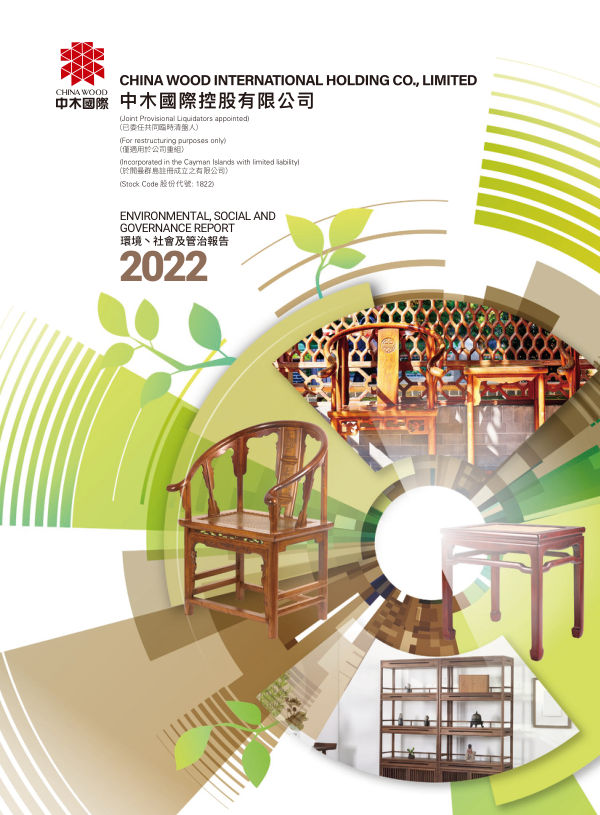 CHINA WOOD
中木國際
CHINA WOOD INTERNATIONAL HOLDING CO., LIMITED
中木國際控股有限公司
(Joint Provisional Liquidators appointed)
（已委任共同臨時清盤人）
(For restructuring purposes only)
（僅適用於公司重組）
(Incorporated in the Cayman Islands with limited liability)
（於開曼群島註冊成立之有限公司）
(Stock Code 股份代號: 1822)
ENVIRONMENTAL, SOCIAL AND
GOVERNANCE REPORT
環境、社會及管治報告
2022